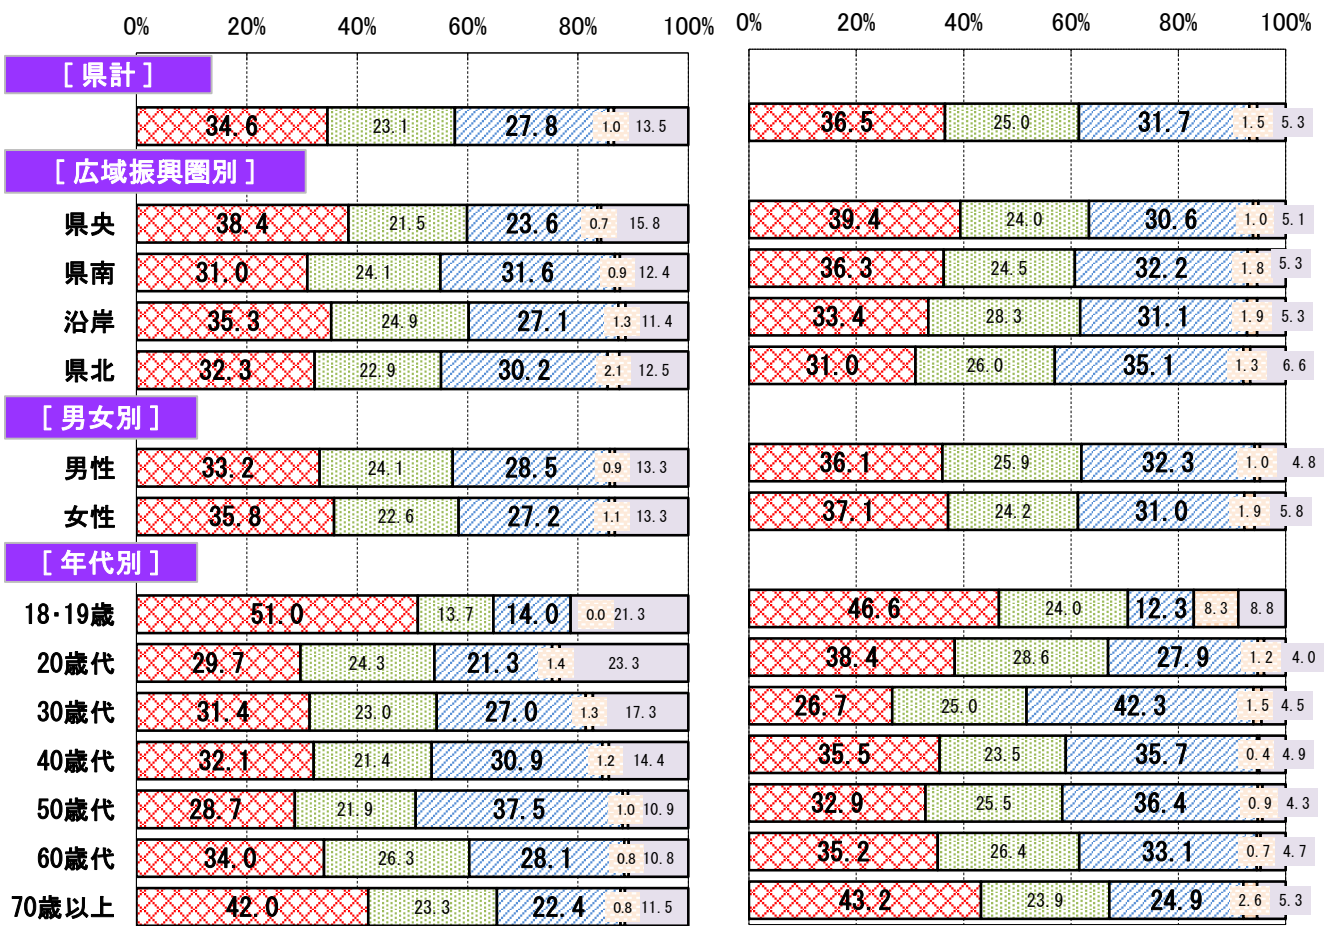 0% 20% 40% 60% 80% 100% 0% 20% 40% 60% 80% 100%
[ 県計 ]
34.6 23.1 27.8 1.0 13.5 36.5 25.0 31.7 1.5 5.3
[ 広域振興圏別 ]
県央 38.4 21.5 23.6 0.7 15.8 39.4 24.0 30.6 1.0 5.1
県南 31.0 24.1 31.6 0.9 12.4 36.3 24.5 32.2 1.8 5.3
沿岸 35.3 24.9 27.1 1.3 11.4 33.4 28.3 31.1 1.9 5.3
県北 32.3 22.9 30.2 2.1 12.5 31.0 26.0 35.1 1.3 6.6
[ 男女別 ]
男性 33.2 24.1 28.5 0.9 13.3 36.1 25.9 32.3 1.0 4.8
女性 35.8 22.6 27.2 1.1 13.3 37.1 24.2 31.0 1.9 5.8
[ 年代別 ]
18・19歳 51.0 13.7 14.0 0.0 21.3 46.6 24.0 12.3 8.3 8.8
20歳代 29.7 24.3 21.3 1.4 23.3 38.4 28.6 27.9 1.2 4.0
30歳代 31.4 23.0 27.0 1.3 17.3 26.7 25.0 42.3 1.5 4.5
40歳代 32.1 21.4 30.9 1.2 14.4 35.5 23.5 35.7 0.4 4.9
50歳代 28.7 21.9 37.5 1.0 10.9 32.9 25.5 36.4 0.9 4.3
60歳代 34.0 26.3 28.1 0.8 10.8 35.2 26.4 33.1 0.7 4.7
70歳以上 42.0 23.3 22.4 0.8 11.5 43.2 23.9 24.9 2.6 5.3